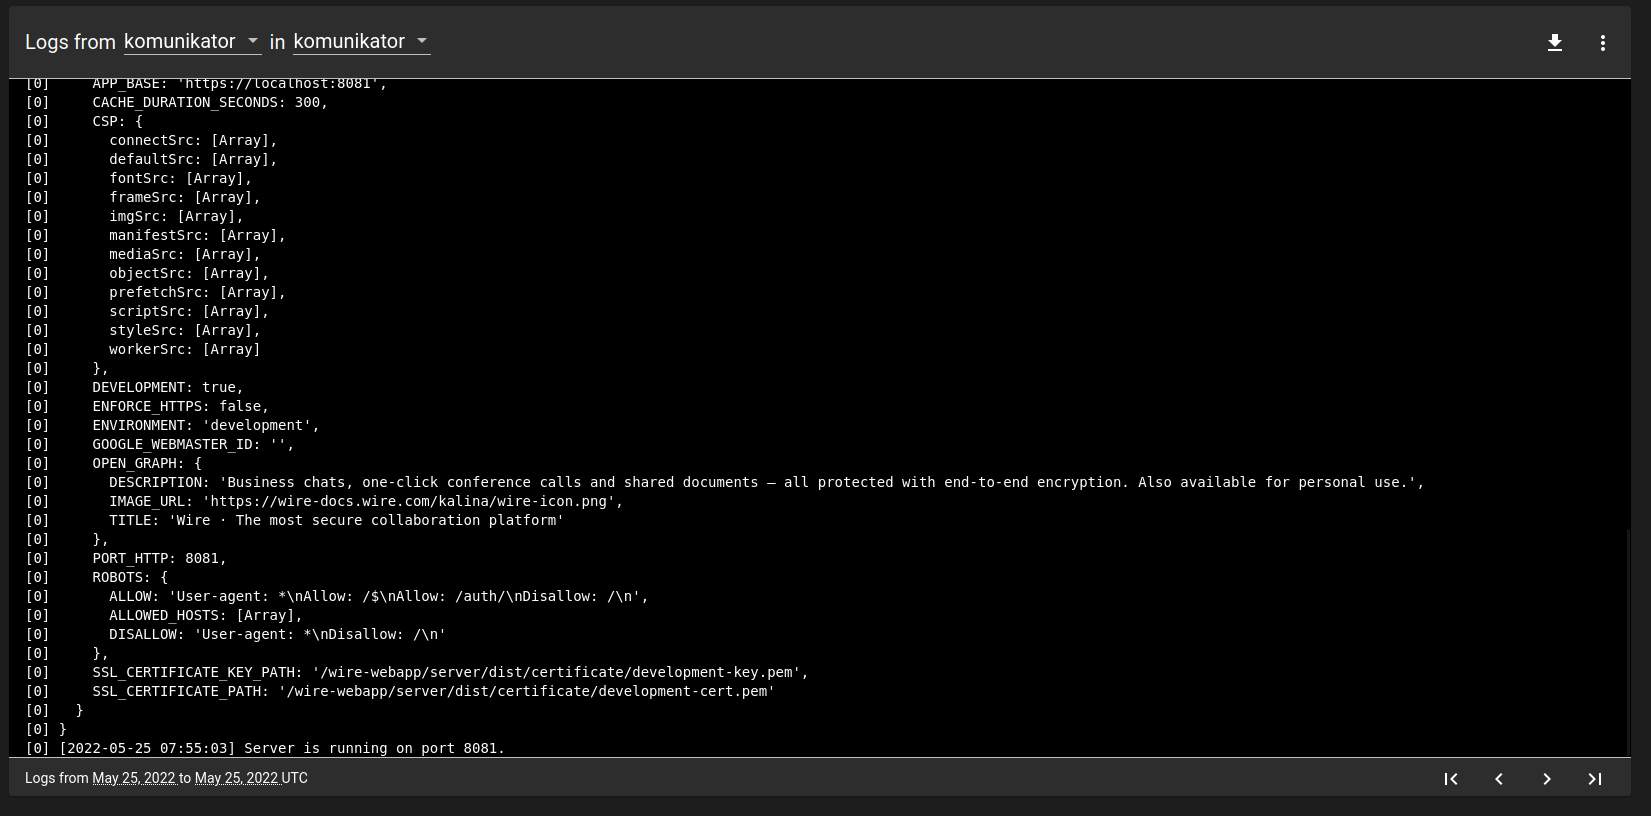 Logs from komunikator in komunikator
[0]     APP_BASE: 'https://localhost:8081',
[0]     CACHE_DURATION_SECONDS: 300,
[0]     CSP: {
[0]       connectSrc: [Array],
[0]       defaultSrc: [Array],
[0]       fontSrc: [Array],
[0]       frameSrc: [Array],
[0]       imgSrc: [Array],
[0]       manifestSrc: [Array],
[0]       mediaSrc: [Array],
[0]       objectSrc: [Array],
[0]       prefetchSrc: [Array],
[0]       scriptSrc: [Array],
[0]       styleSrc: [Array],
[0]       workerSrc: [Array]
[0]     },
[0]     DEVELOPMENT: true,
[0]     ENFORCE_HTTPS: false,
[0]     ENVIRONMENT: 'development',
[0]     GOOGLE_WEBMASTER_ID: '',
[0]     OPEN_GRAPH: {
[0]       DESCRIPTION: 'Business chats, one-click conference calls and shared documents – all protected with end-to-end encryption. Also available for personal use.',
[0]       IMAGE_URL: 'https://wire-docs.wire.com/kalina/wire-icon.png',
[0]       TITLE: 'Wire · The most secure collaboration platform'
[0]     },
[0]     PORT_HTTP: 8081,
[0]     ROBOTS: {
[0]       ALLOW: 'User-agent: *\nAllow: /$\nAllow: /auth/\nDisallow: /\n',
[0]       ALLOWED_HOSTS: [Array],
[0]       DISALLOW: 'User-agent: *\nDisallow: /\n'
[0]     },
[0]     SSL_CERTIFICATE_KEY_PATH: '/wire-webapp/server/dist/certificate/development-key.pem',
[0]     SSL_CERTIFICATE_PATH: '/wire-webapp/server/dist/certificate/development-cert.pem'
[0]   }
[0] }
[0] [2022-05-25 07:55:03] Server is running on port 8081.
Logs from May 25, 2022 to May 25, 2022 UTC